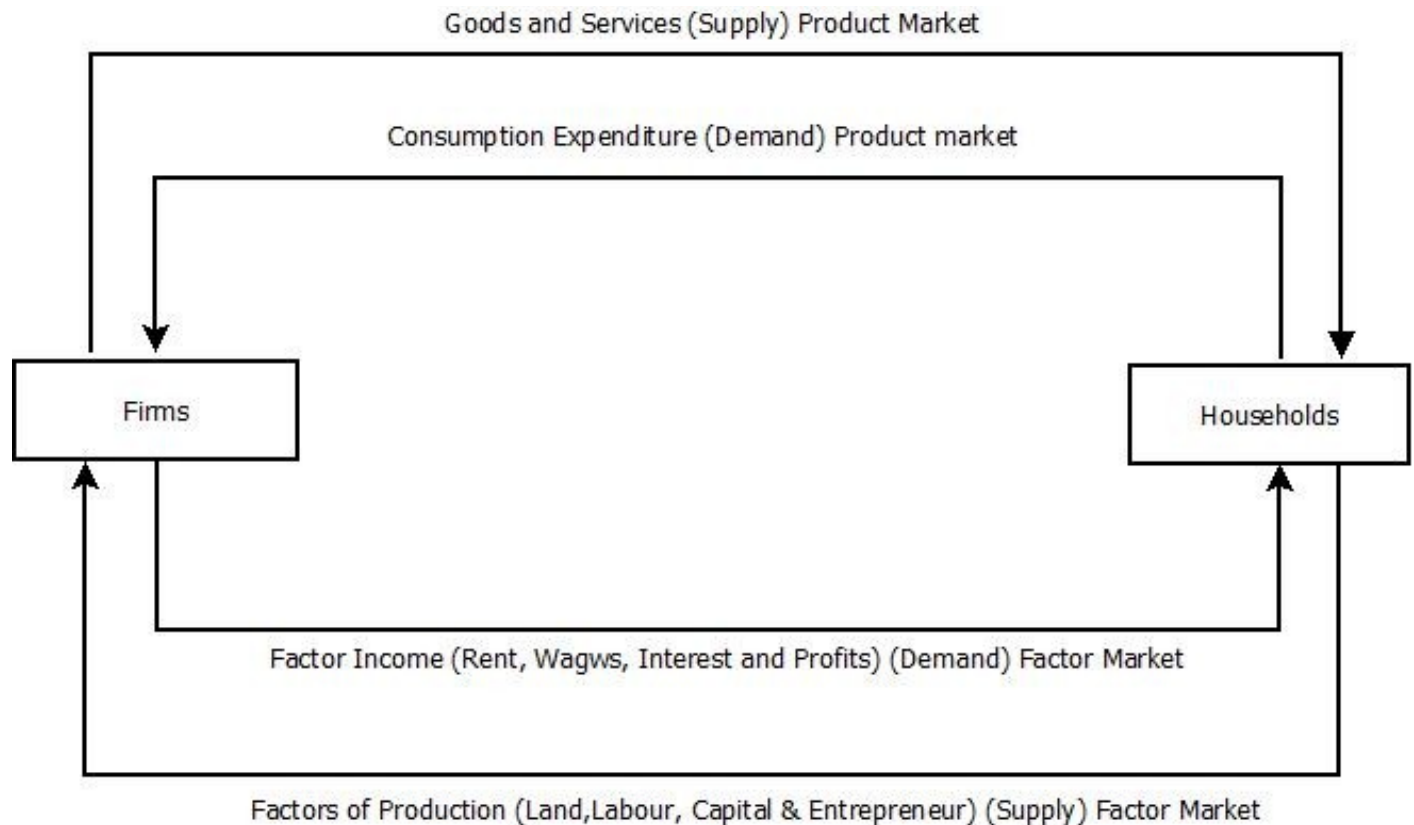 Goods and Services (Supply) Product Market
Consumption Expenditure (Demand) Product market
Firms
Households
Factor Income (Rent, Wagws, Interest and Profits) (Demand) Factor Market
Factors of Production (Land,Labour, Capital & Entrepreneur) (Supply) Factor Market